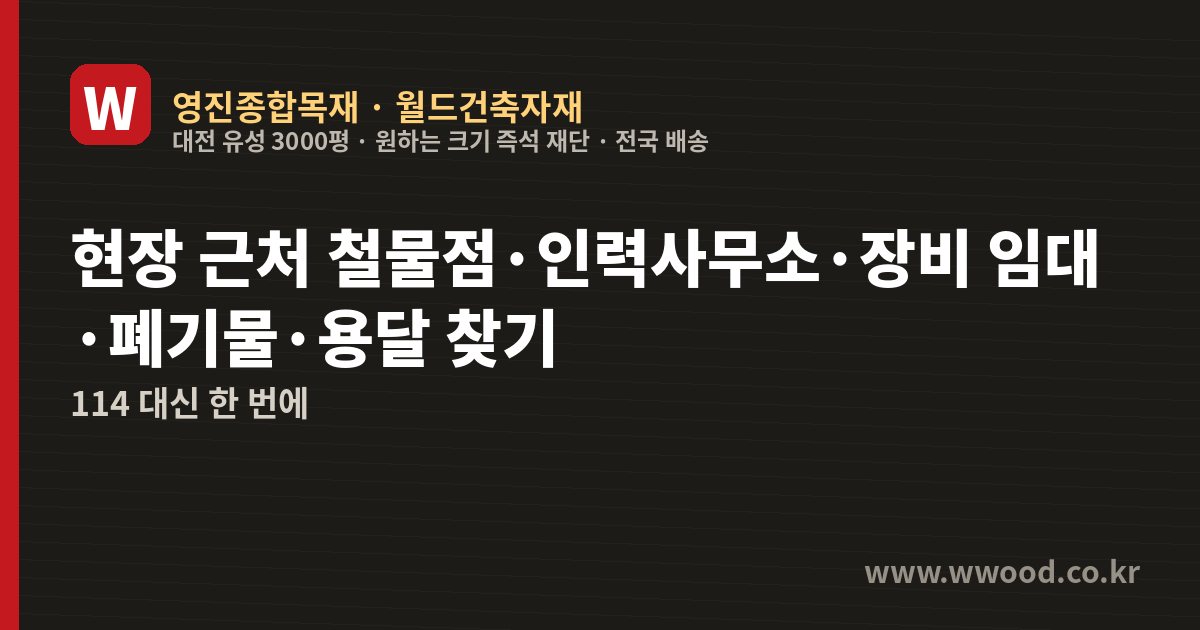 W
영진종합목재 · 월드건축자재
대전 유성 3000평 · 원하는 크기 즉석 재단 · 전국 배송
현장 근처 철물점·인력사무소·장비 임대
·폐기물·용달 찾기
114 대신 한 번에
www.wwood.co.kr